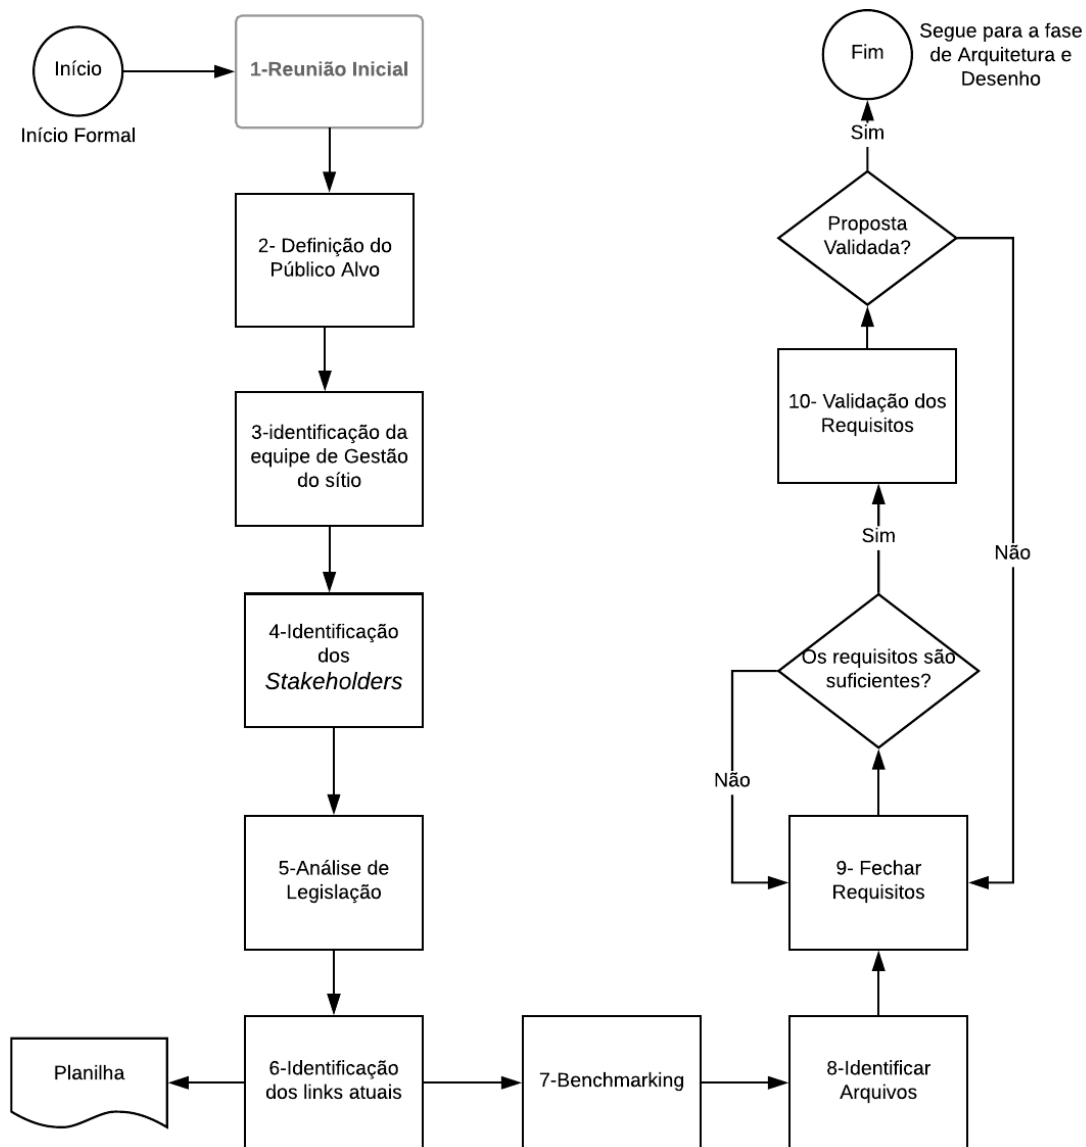 Início
Início Formal
1-Reunião Inicial
2- Definição do
Público Alvo
3-identificação da
equipe de Gestão
do sítio
4-Identificação
dos
Stakeholders
5-Análise de
Legislação
6-Identificação
dos links atuais
Planilha
7-Benchmarking
8-Identificar
Arquivos
9- Fechar
Requisitos
Os requisitos são
suficientes?
Não
Sim
10- Validação dos
Requisitos
Proposta
Validada?
Não
Sim
Fim
Segue para a fase
de Arquitetura e
Desenho